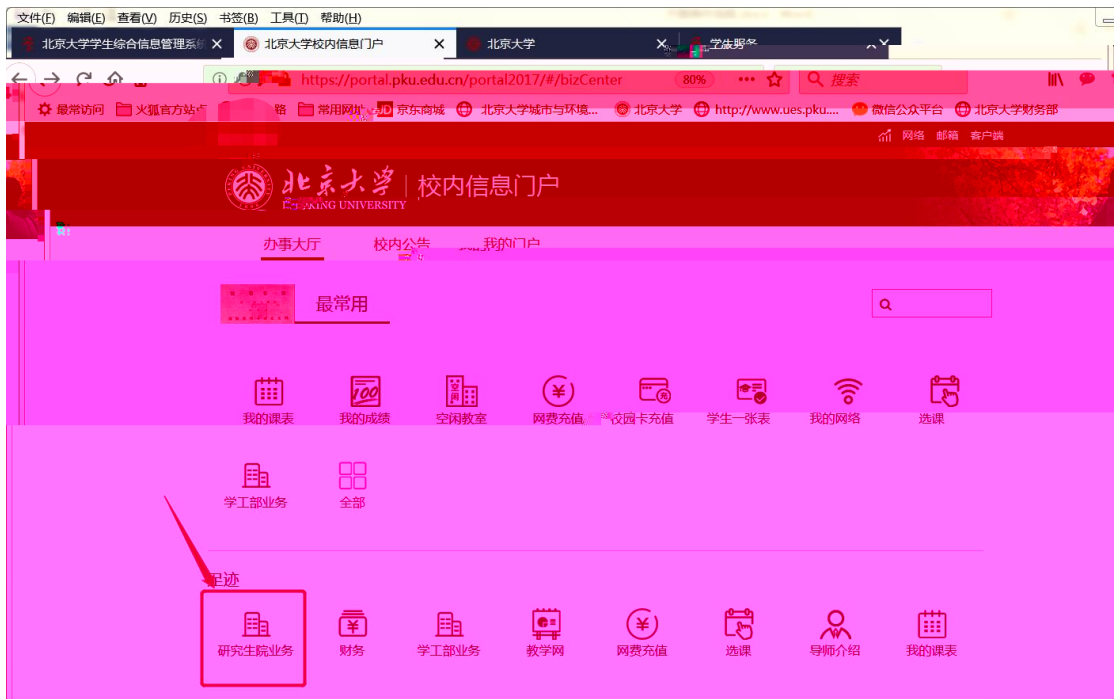 文件(F) 编辑(E) 查看(V) 历史(S) 书签(B) 工具(T) 帮助(H)
北京大学学生综合信息管理系统 × 北京大学校内信息门户 × 北京大学 ×
https://portal.pku.edu.cn/portal2017/#/bizCenter 80% ••• 搜索
最常访问 火狐官方站点 常用网址 JD 京东商城 北京大学城市与环境... 北京大学 http://www.ues.pku.... 微信公众平台 北京大学财务部
网络 邮箱 客户端
北京大学 校内信息门户
PEKING UNIVERSITY
办事大厅 校内公告 我的门户
最常用
我的课表 我的成绩 空闲教室 网费充值 校园卡充值 学生一张表 我的网络 选课
学工部业务 全部
足迹
研究生院业务 财务 学工部业务 教学网 网费充值 选课 导师介绍 我的课表